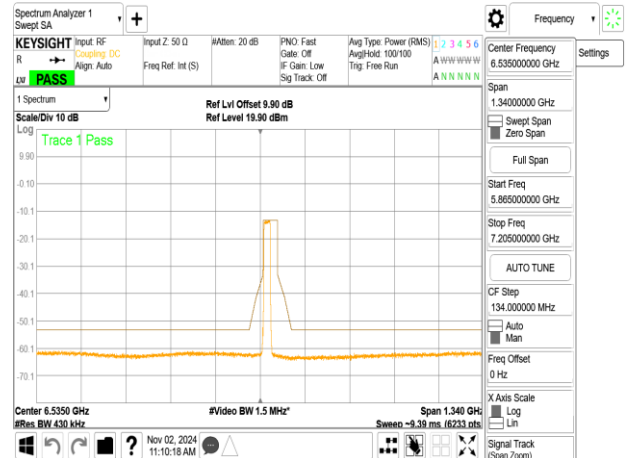 Spectrum Analyzer 1
Swept SA
Frequency
KEYSIGHT
R
LXI PASS
Input: RF
Coupling: DC
Align: Auto
Input Z: 50 Ω
Freq Ref: Int (S)
#Atten: 20 dB
PNO: Fast
Gate: Off
IF Gain: Low
Sig Track: Off
Avg Type: Power (RMS)
Avg|Hold: 100/100
Trig: Free Run
1 2 3 4 5 6
A W W W W W
A N N N N N
Settings
Center Frequency
6.535000000 GHz
Span
1.34000000 GHz
Swept Span
Zero Span
Full Span
Start Freq
5.865000000 GHz
Stop Freq
7.205000000 GHz
AUTO TUNE
CF Step
134.000000 MHz
Auto
Man
Freq Offset
0 Hz
X Axis Scale
Log
Lin
Signal Track
(Span Zoom)
1 Spectrum
Scale/Div 10 dB
Ref Lvl Offset 9.90 dB
Ref Level 19.90 dBm
Log
Trace 1 Pass
9.90
-0.10
-10.1
-20.1
-30.1
-40.1
-50.1
-60.1
-70.1
Center 6.5350 GHz
#Video BW 1.5 MHz*
Span 1.340 GHz
#Res BW 430 kHz
Sweep ~9.39 ms (6233 pts
?
Nov 02, 2024
11:10:18 AM